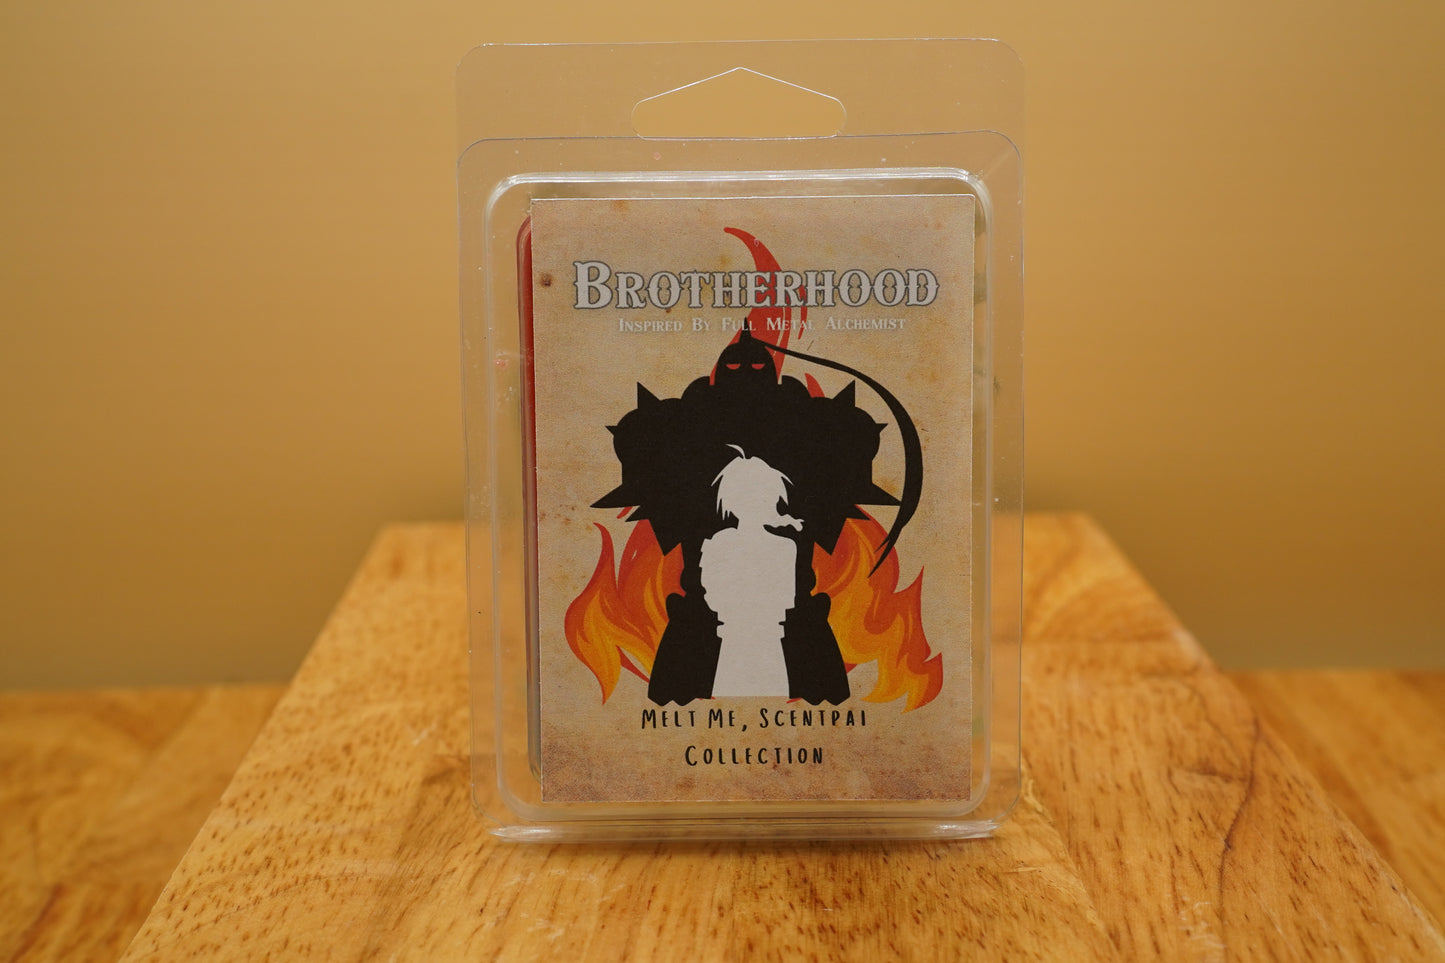 Brotherhood
Inspired By Full Metal Alchemist
Melt Me, Scentpai
Collection